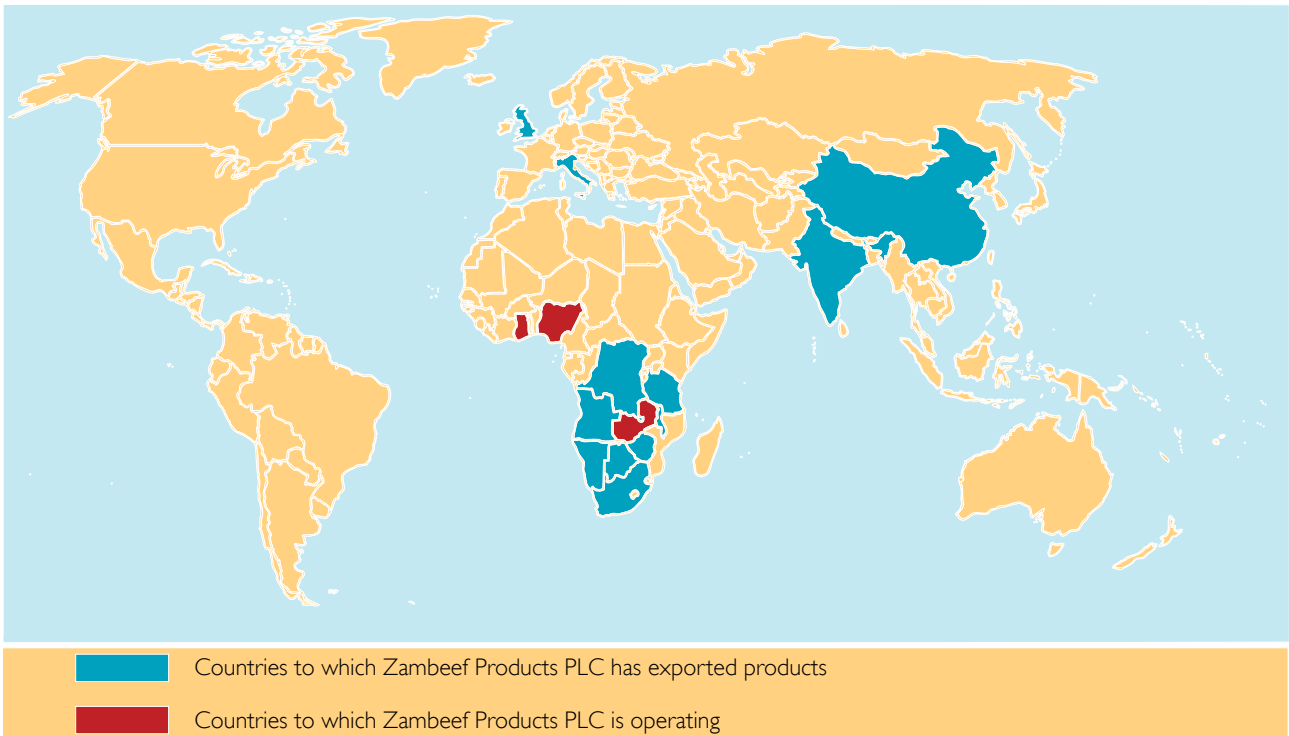 Countries to which Zambeef Products PLC has exported products
Countries to which Zambeef Products PLC is operating